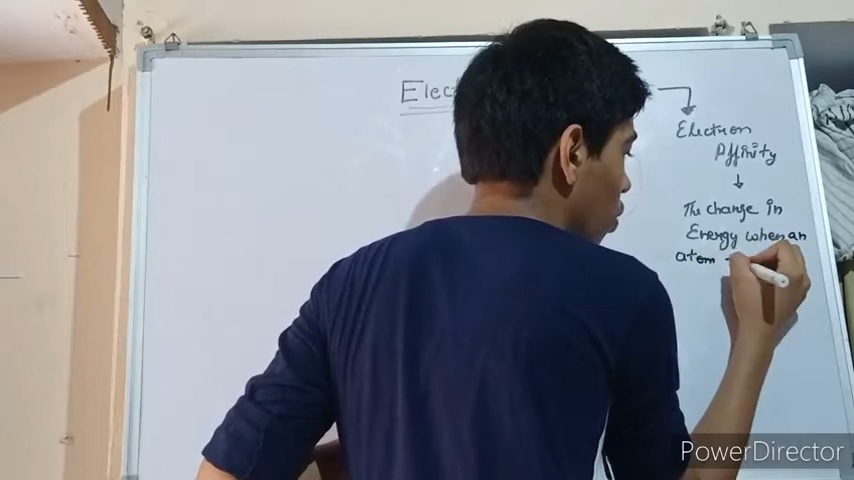 Elec
Electron
Affinity
The change in
Energy when an
atom
PowerDirector